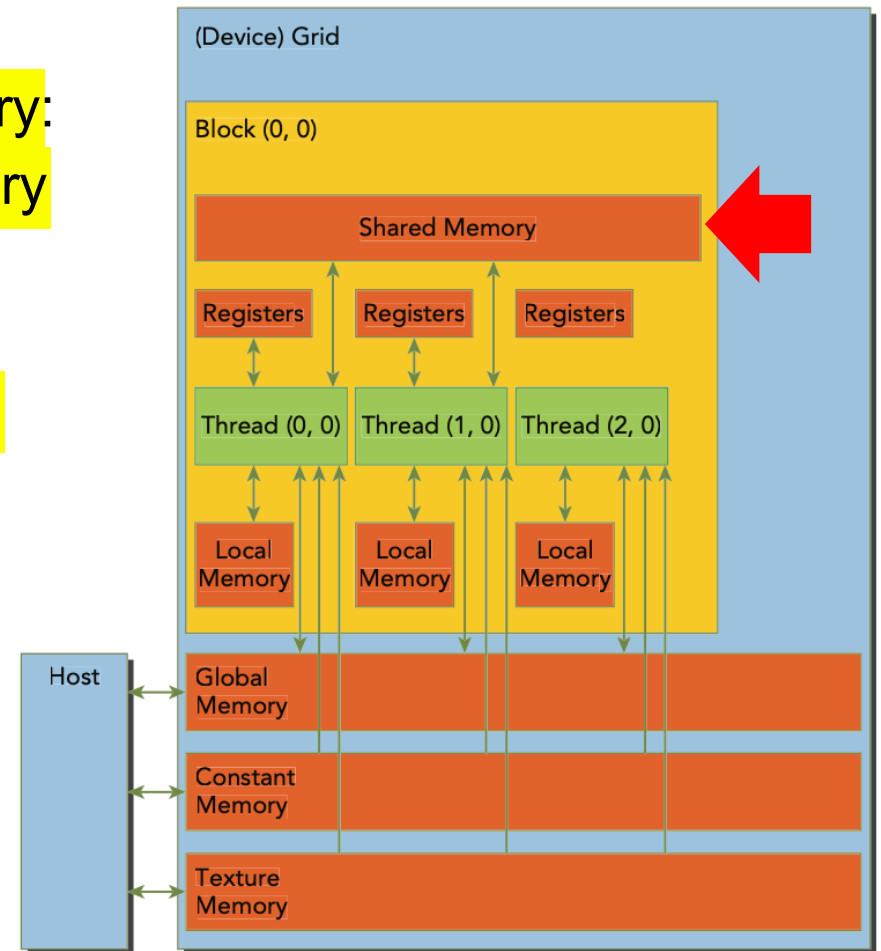 (Device) Grid
ry:
ry
Block (0, 0)
Shared Memory
Registers
Registers
Registers
Thread (0, 0)
Thread (1, 0)
Thread (2, 0)
Local
Memory
Local
Memory
Local
Memory
Host
Global
Memory
Constant
Memory
Texture
Memory